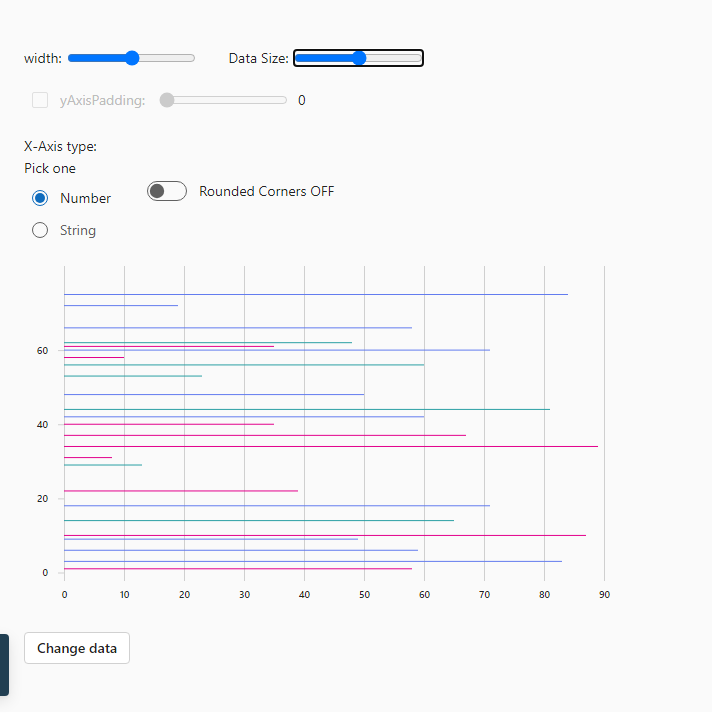 width: Data Size:
yAxisPadding: 0
X-Axis type:
Pick one
Number Rounded Corners OFF
String
60
40
20
0
0 10 20 30 40 50 60 70 80 90
Change data